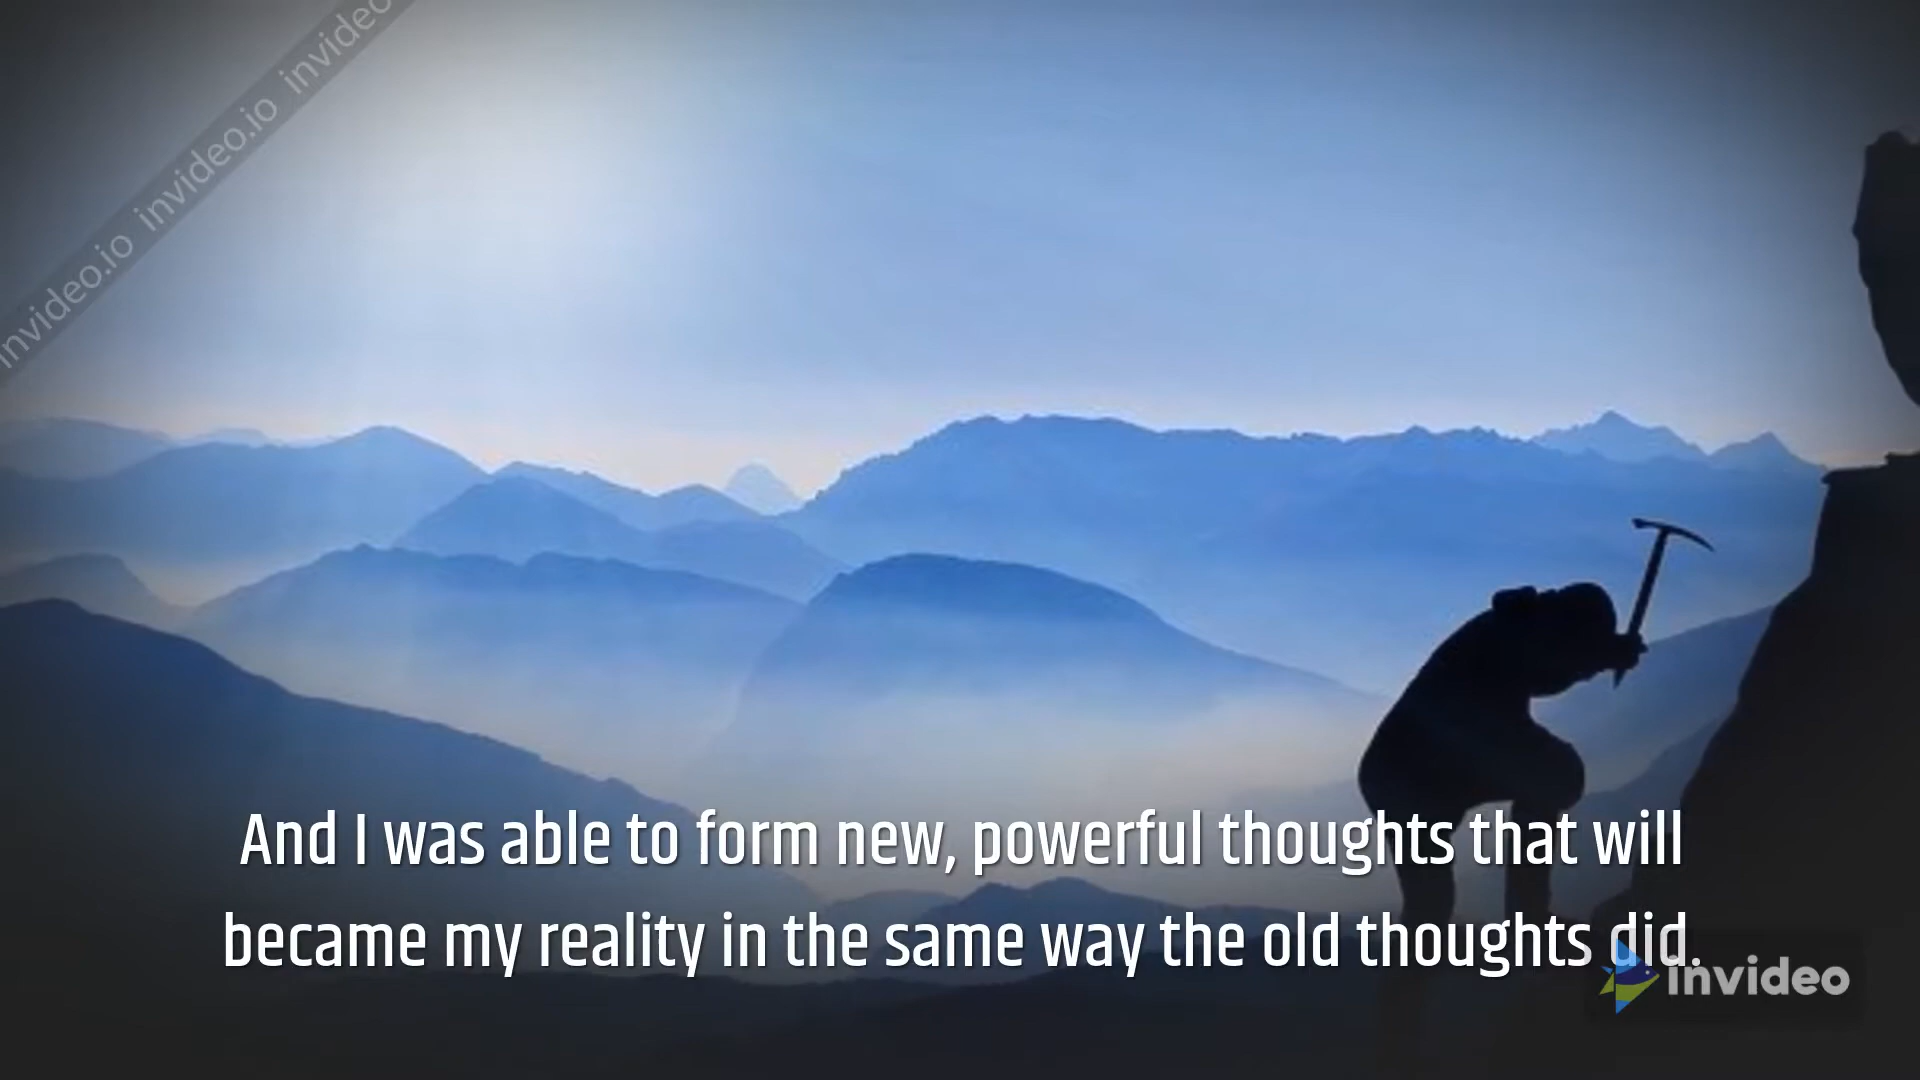 invideo.io invideo.io invideo
And I was able to form new, powerful thoughts that will
became my reality in the same way the old thoughts did.
invideo